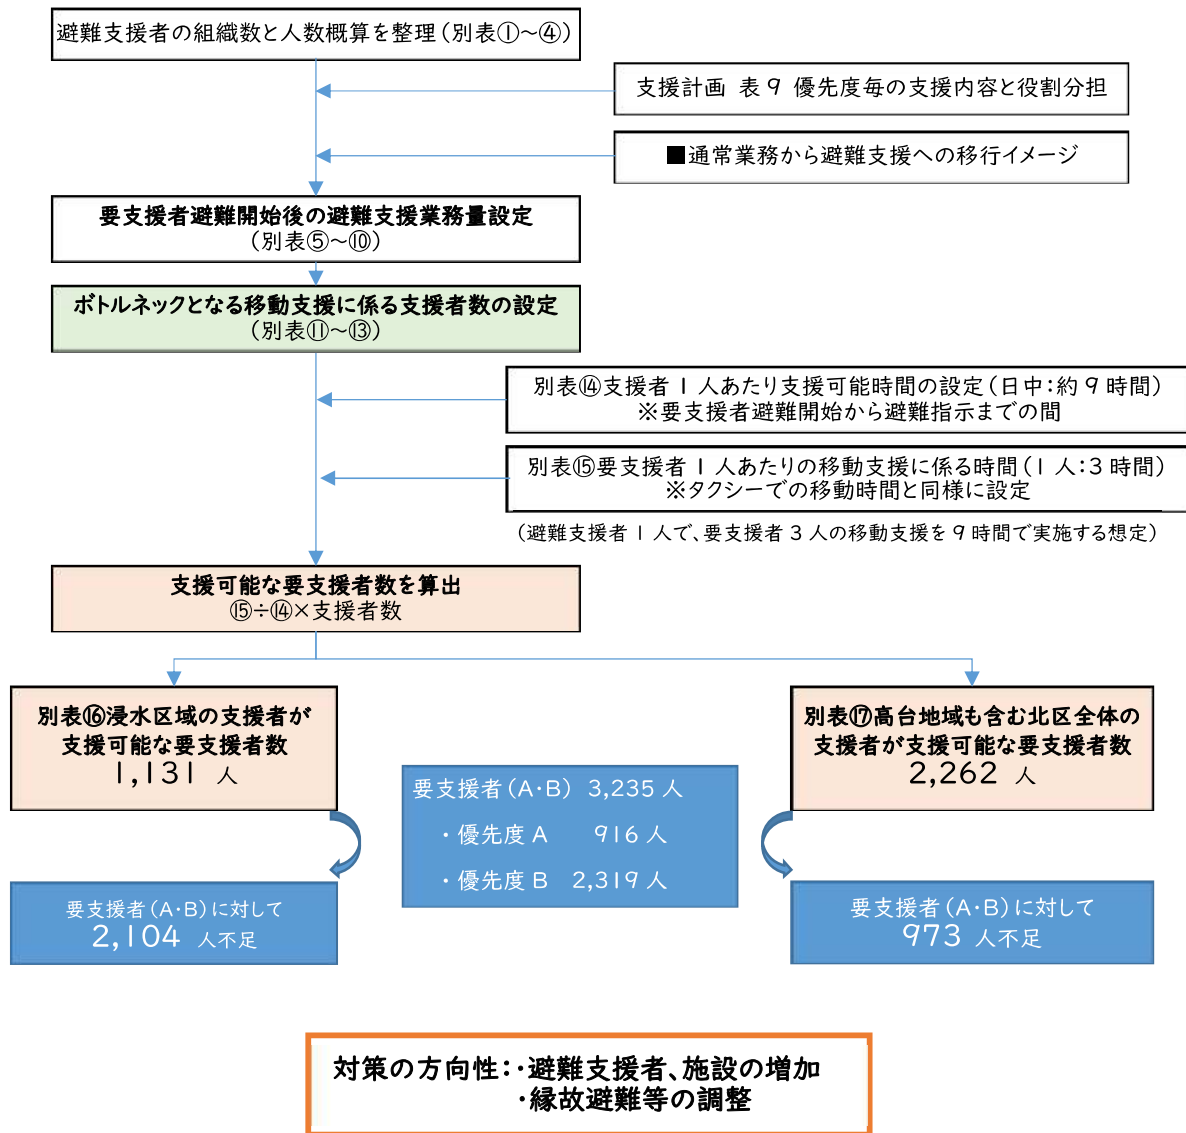 避難支援者の組織数と人数概算を整理(別表①~④)
支援計画 表9 優先度毎の支援内容と役割分担
■通常業務から避難支援への移行イメージ
要支援者避難開始後の避難支援業務量設定
(別表⑤~⑩)
ボトルネックとなる移動支援に係る支援者数の設定
(別表⑪~⑬)
別表⑭支援者1人あたり支援可能時間の設定(日中:約9時間)
※要支援者避難開始から避難指示までの間
別表⑮要支援者1人あたりの移動支援に係る時間(1人:3時間)
※タクシーでの移動時間と同様に設定
(避難支援者1人で、要支援者3人の移動支援を9時間で実施する想定)
支援可能な要支援者数を算出
⑮÷⑭×支援者数
別表⑯浸水区域の支援者が
支援可能な要支援者数
1,131 人
別表⑰高台地域も含む北区全体の
支援者が支援可能な要支援者数
2,262 人
要支援者(A・B) 3,235人
・優先度A 916人
・優先度B 2,319人
要支援者(A・B)に対して
2,104 人不足
要支援者(A・B)に対して
973 人不足
対策の方向性:・避難支援者、施設の増加
・縁故避難等の調整